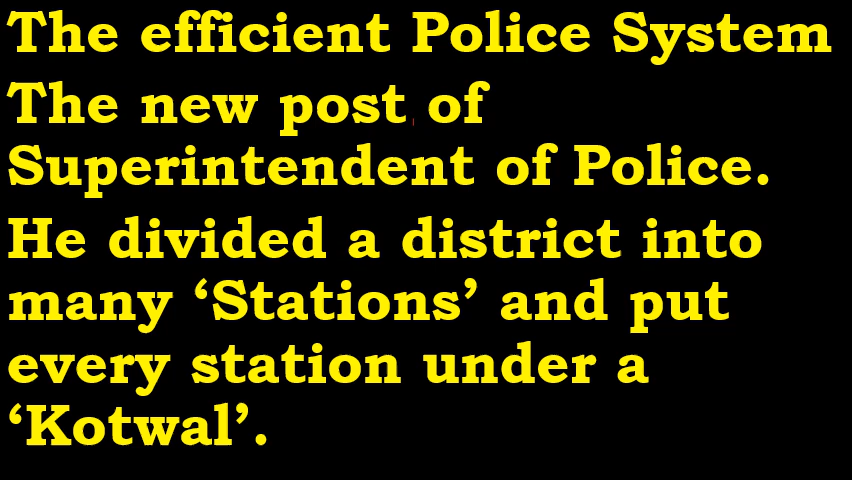 The efficient Police System
The new post of
Superintendent of Police.
He divided a district into
many ‘Stations’ and put
every station under a
‘Kotwal’.